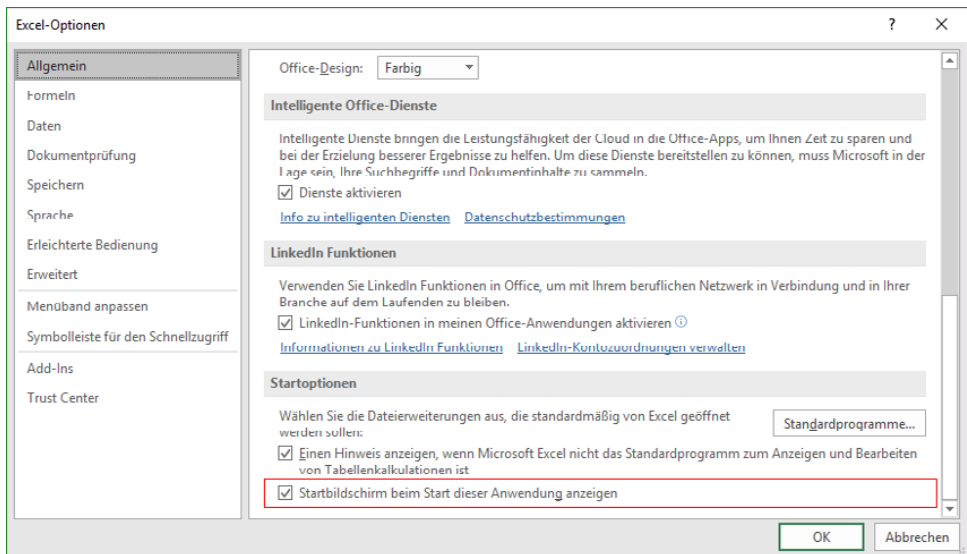 Excel-Optionen
Allgemein
Formeln
Daten
Dokumentprüfung
Speichern
Sprache
Erleichterte Bedienung
Erweitert
Menüband anpassen
Symbolleiste für den Schnellzugriff
Add-Ins
Trust Center
Office-Design: Farbig
Intelligente Office-Dienste
Intelligente Dienste bringen die Leistungsfähigkeit der Cloud in die Office-Apps, um Ihnen Zeit zu sparen und
bei der Erzielung besserer Ergebnisse zu helfen. Um diese Dienste bereitstellen zu können, muss Microsoft in der
Lage sein, Ihre Suchbegriffe und Dokumentinhalte zu sammeln.
Dienste aktivieren
Info zu intelligenten Diensten Datenschutzbestimmungen
LinkedIn Funktionen
Verwenden Sie LinkedIn Funktionen in Office, um mit Ihrem beruflichen Netzwerk in Verbindung und in Ihrer
Branche auf dem Laufenden zu bleiben.
LinkedIn-Funktionen in meinen Office-Anwendungen aktivieren
Informationen zu LinkedIn Funktionen LinkedIn-Kontozuordnungen verwalten
Startoptionen
Wählen Sie die Dateierweiterungen aus, die standardmäßig von Excel geöffnet
werden sollen:
Standardprogramme...
Einen Hinweis anzeigen, wenn Microsoft Excel nicht das Standardprogramm zum Anzeigen und Bearbeiten
von Tabellenkalkulationen ist
Startbildschirm beim Start dieser Anwendung anzeigen
OK Abbrechen